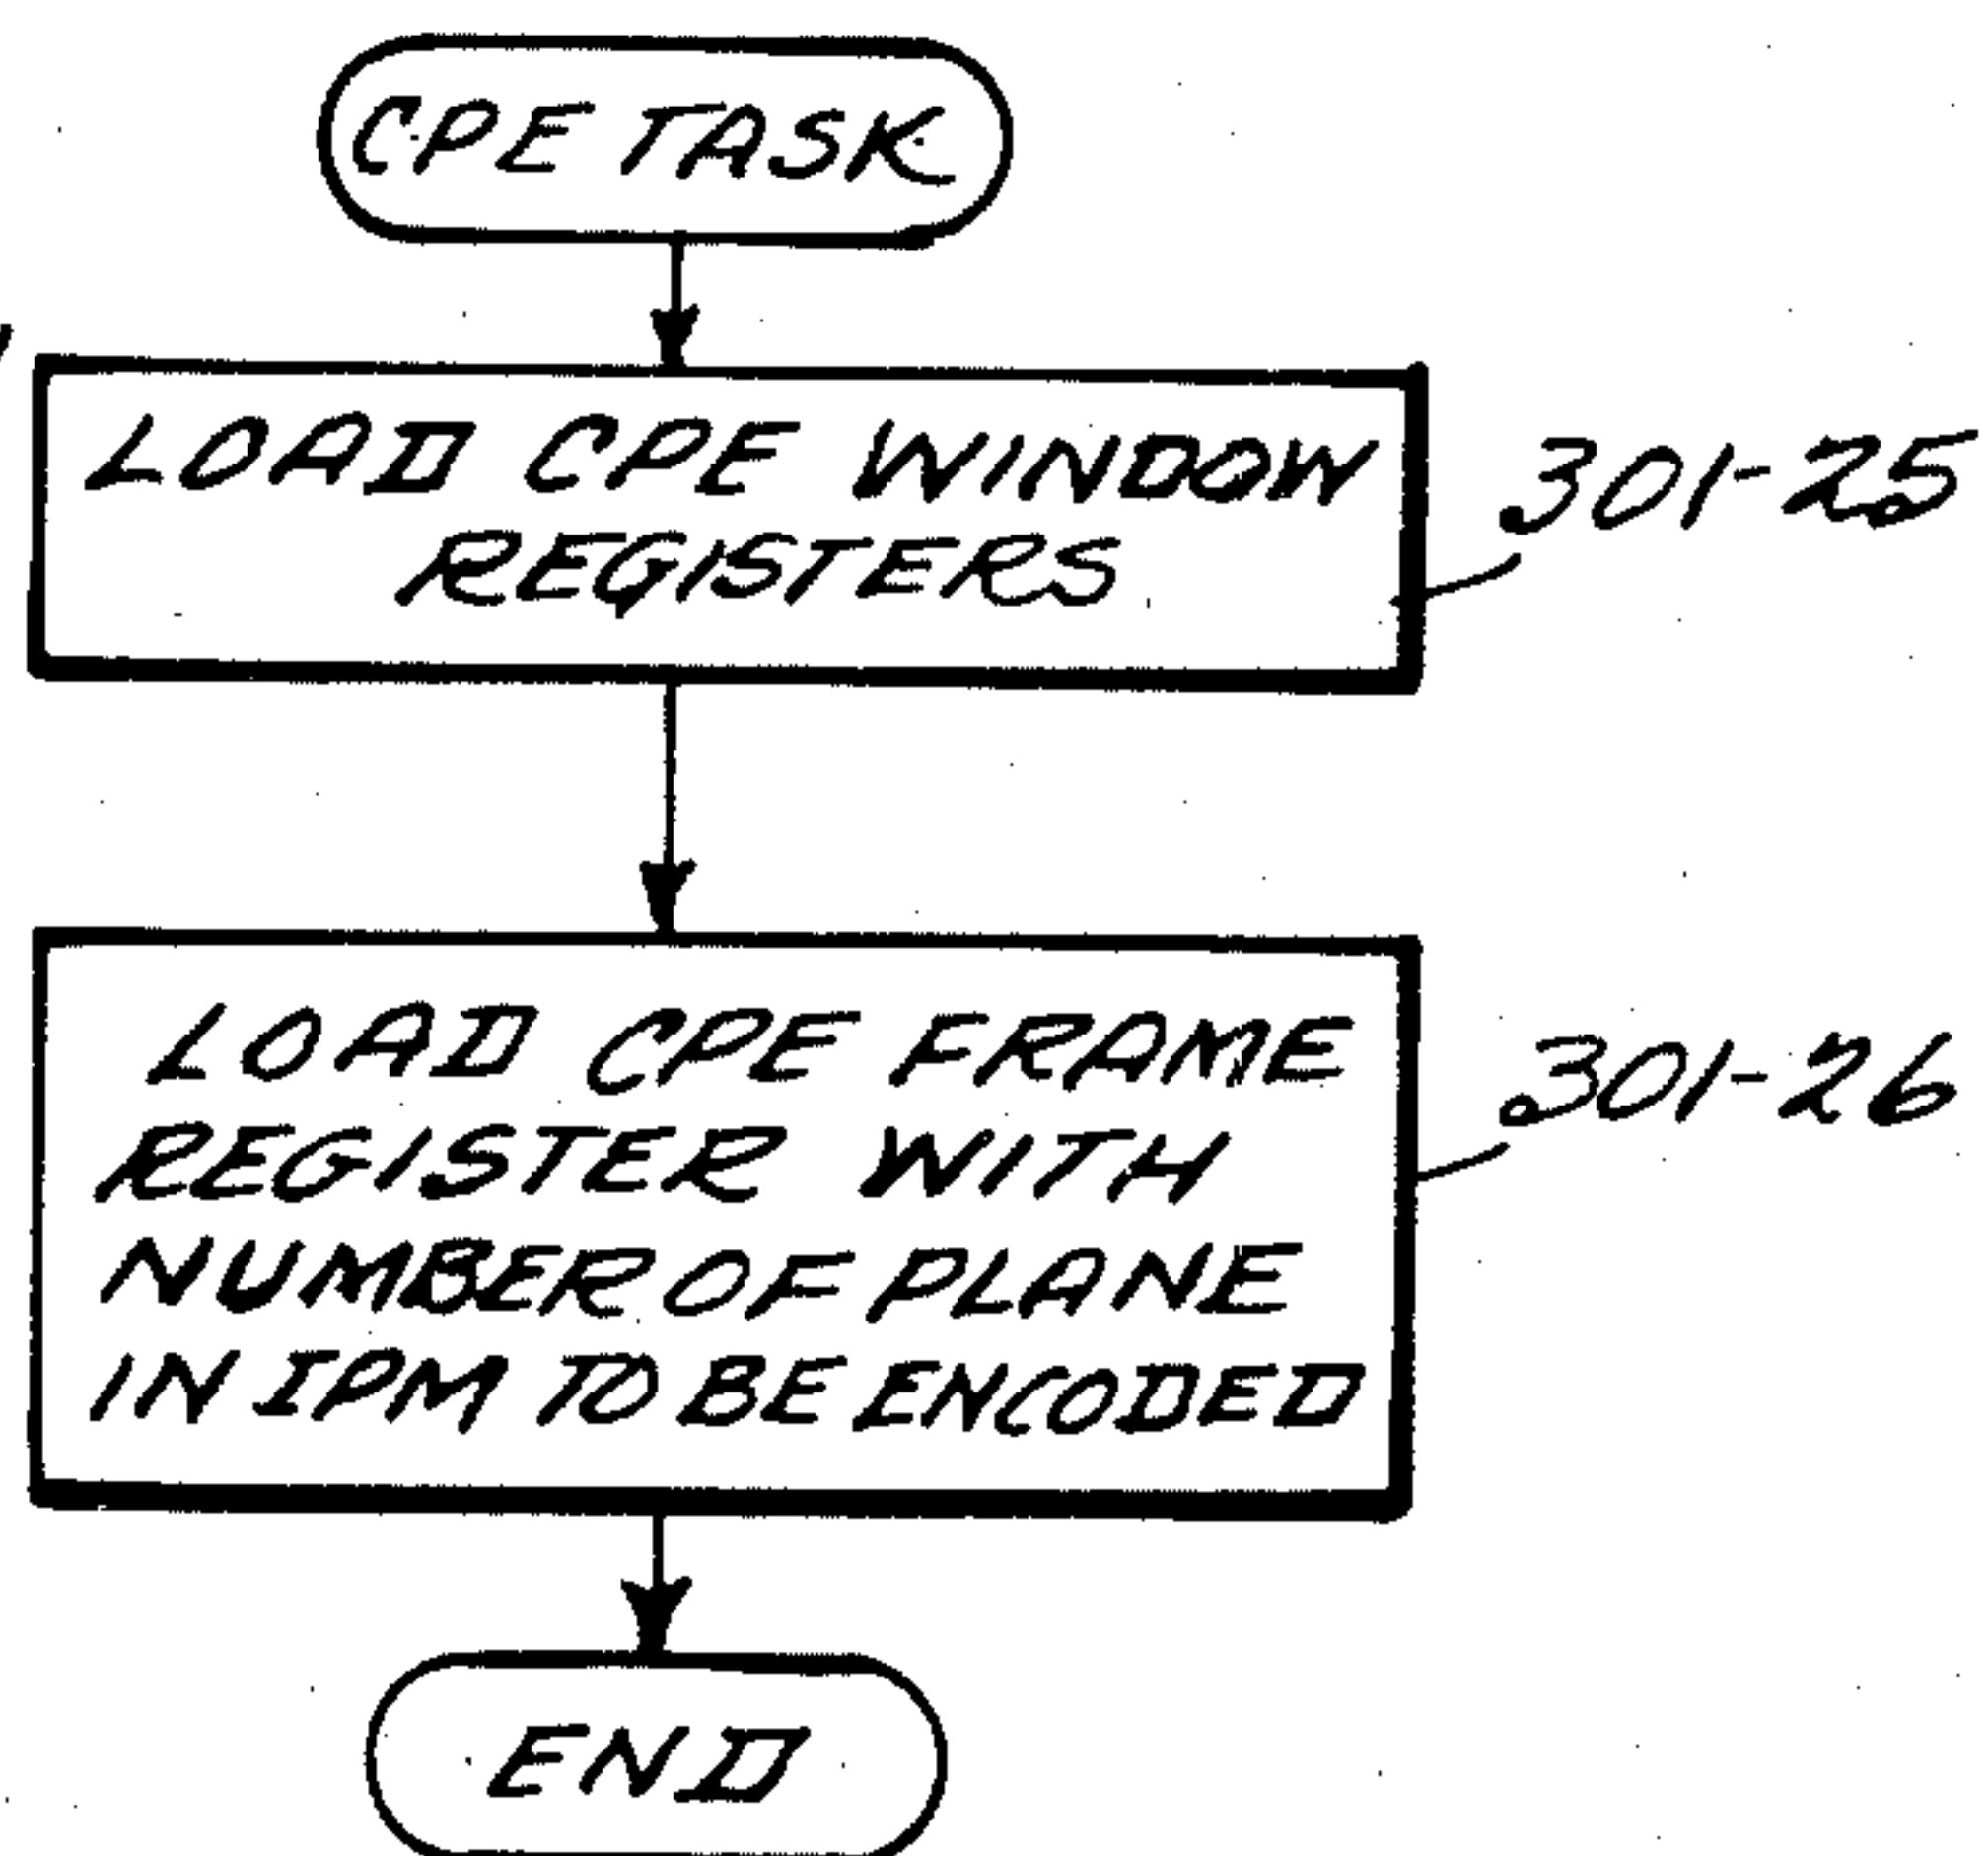 CPE TASK
LOAD CPE WINDOW
REGISTERS
301-25
LOAD CPE FRAME
REGISTER WITH
NUMBER OF PLANE
IN IPM TO BE ENCODED
301-26
END